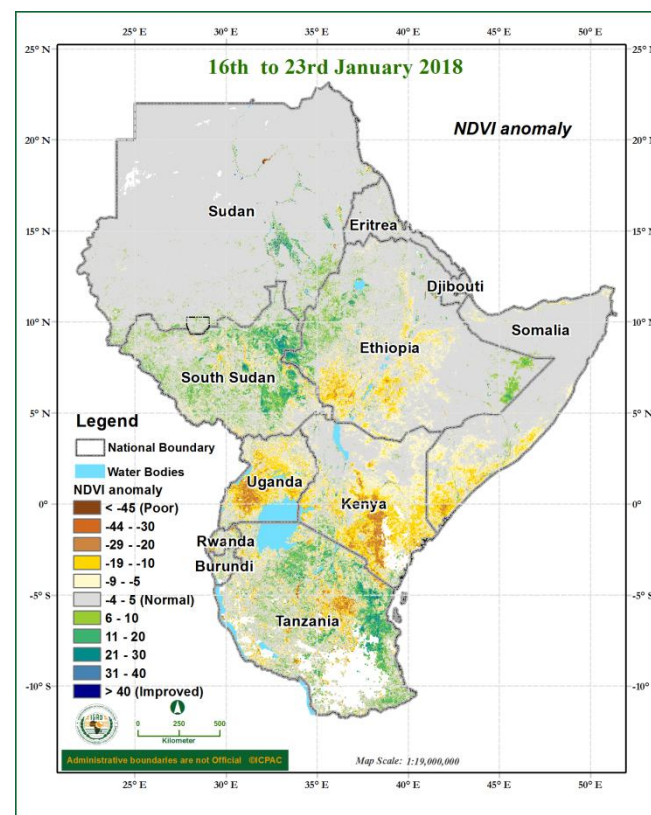 25° E 30° E 35° E 40° E 45° E 50° E
25° N
25° N
16th to 23rd January 2018
NDVI anomaly
20° N
20° N
Sudan
Eritrea
15° N
15° N
Djibouti
10° N
10° N
Somalia
Ethiopia
South Sudan
5° N
5° N
Legend
National Boundary
Water Bodies
NDVI anomaly
< -45 (Poor)
-44 - -30
-29 - -20
-19 - -10
-9 - -5
-4 - 5 (Normal)
6 - 10
11 - 20
21 - 30
31 - 40
> 40 (Improved)
Uganda
Kenya
0°
0°
Rwanda
Burundi
-5° S
-5° S
Tanzania
-10° S
-10° S
IGAD
0 250 500
Kilometer
Administrative boundaries are not Official ©ICPAC
Map Scale: 1:19,000,000
25° E 30° E 35° E 40° E 45° E 50° E